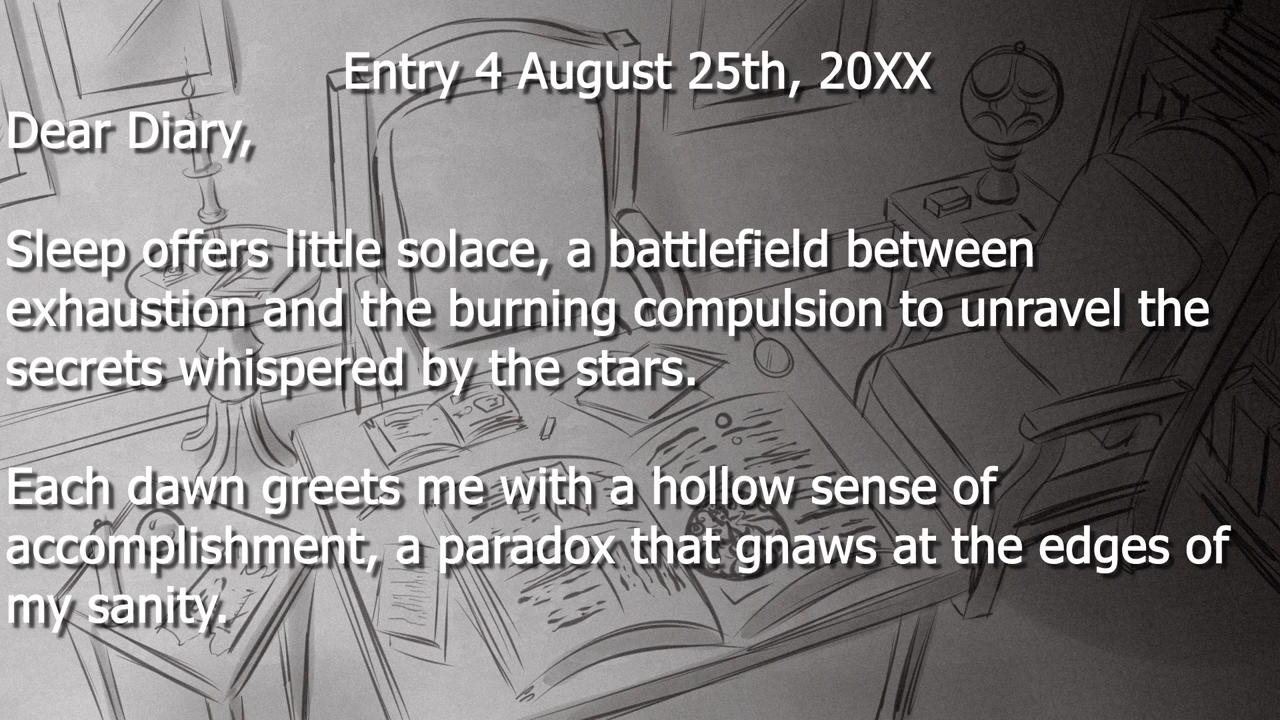 Entry 4 August 25th, 20XX
Dear Diary,
Sleep offers little solace, a battlefield between
exhaustion and the burning compulsion to unravel the
secrets whispered by the stars.
Each dawn greets me with a hollow sense of
accomplishment, a paradox that gnaws at the edges of
my sanity.